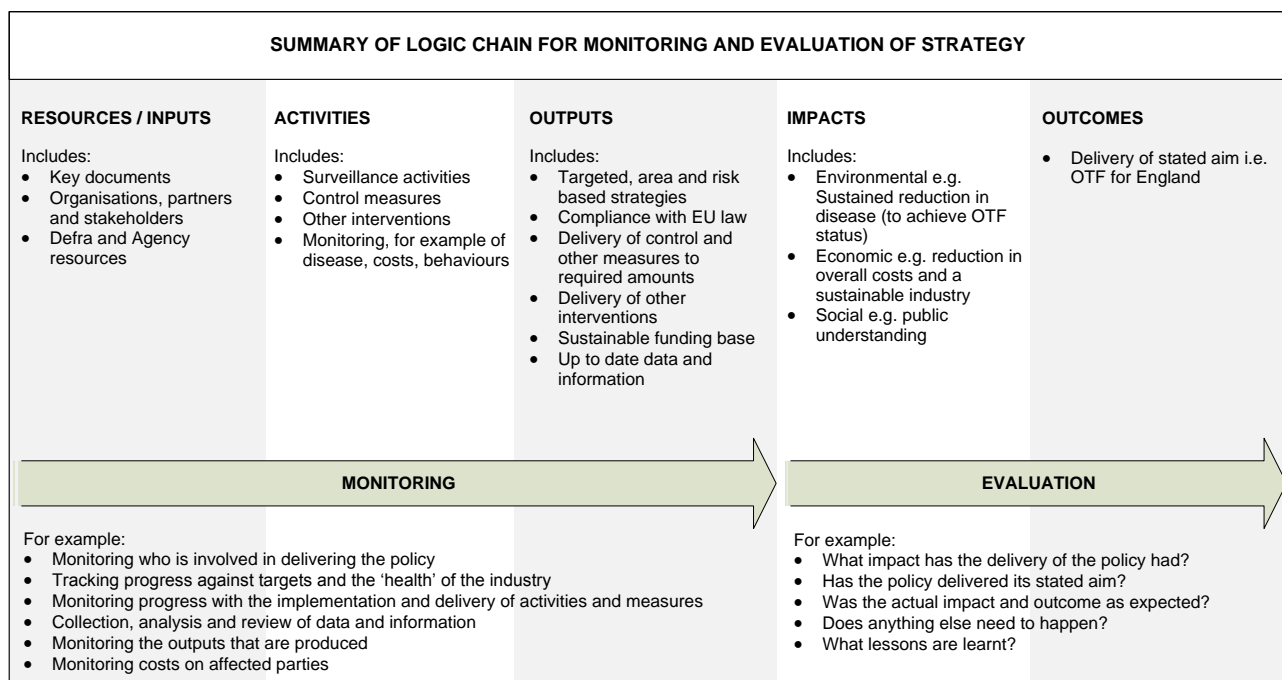 SUMMARY OF LOGIC CHAIN FOR MONITORING AND EVALUATION OF STRATEGY
RESOURCES / INPUTS
Includes:
• Key documents
• Organisations, partners
and stakeholders
• Defra and Agency
resources
ACTIVITIES
Includes:
• Surveillance activities
• Control measures
• Other interventions
• Monitoring, for example of
disease, costs, behaviours
OUTPUTS
Includes:
• Targeted, area and risk
based strategies
• Compliance with EU law
• Delivery of control and
other measures to
required amounts
• Delivery of other
interventions
• Sustainable funding base
• Up to date data and
information
IMPACTS
Includes:
• Environmental e.g.
Sustained reduction in
disease (to achieve OTF
status)
• Economic e.g. reduction in
overall costs and a
sustainable industry
• Social e.g. public
understanding
OUTCOMES
• Delivery of stated aim i.e.
OTF for England
MONITORING
For example:
• Monitoring who is involved in delivering the policy
• Tracking progress against targets and the ‘health’ of the industry
• Monitoring progress with the implementation and delivery of activities and measures
• Collection, analysis and review of data and information
• Monitoring the outputs that are produced
• Monitoring costs on affected parties
EVALUATION
For example:
• What impact has the delivery of the policy had?
• Has the policy delivered its stated aim?
• Was the actual impact and outcome as expected?
• Does anything else need to happen?
• What lessons are learnt?